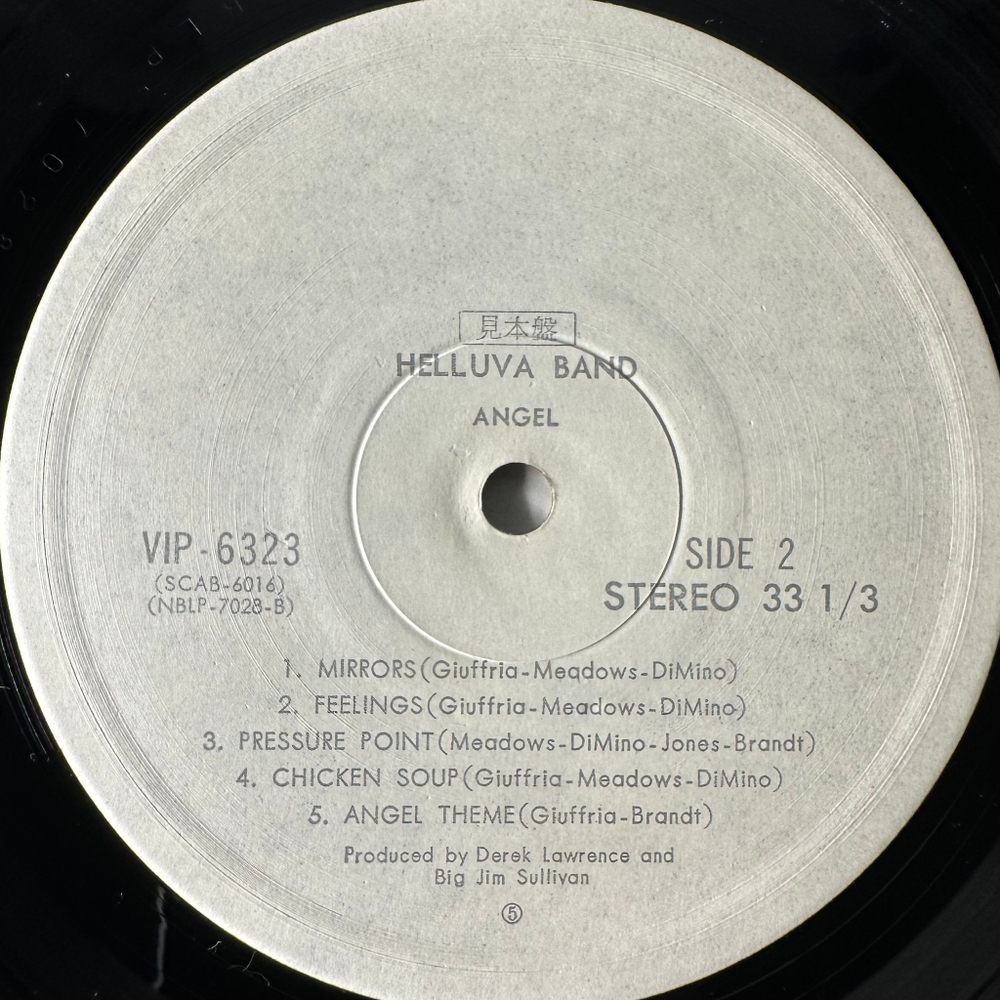 見本盤
HELLUVA BAND
ANGEL
VIP-6323
(SCAB-6016)
(NBLP-7028-B)
SIDE 2
STEREO 33 1/3
1. MIRRORS(Giuffria-Meadows-DiMino)
2. FEELINGS(Giuffria-Meadows-DiMino)
3. PRESSURE POINT(Meadows-DiMino-Jones-Brandt)
4. CHICKEN SOUP(Giuffria-Meadows-DiMino)
5. ANGEL THEME(Giuffria-Brandt)
Produced by Derek Lawrence and
Big Jim Sullivan
⑤